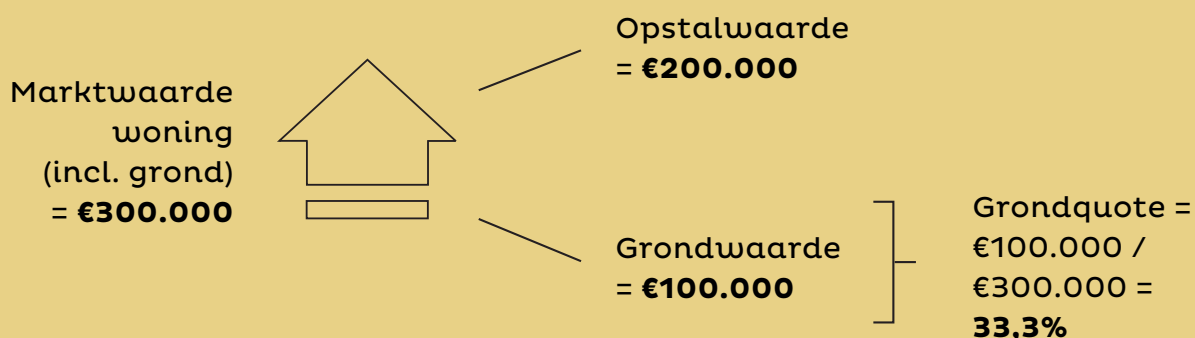 Marktwaarde
woning
(incl. grond)
= €300.000
Opstalwaarde
= €200.000
Grondwaarde
= €100.000
Grondquote =
€100.000 /
€300.000 =
33,3%